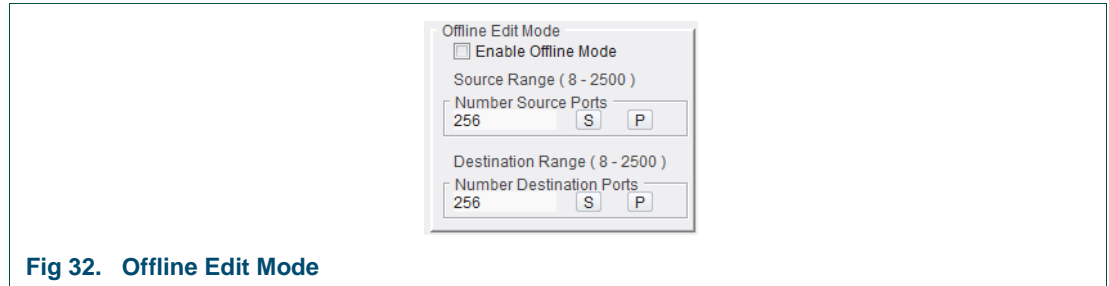 Offline Edit Mode
Enable Offline Mode
Source Range ( 8 - 2500 )
Number Source Ports
256 S P
Destination Range ( 8 - 2500 )
Number Destination Ports
256 S P
Fig 32. Offline Edit Mode